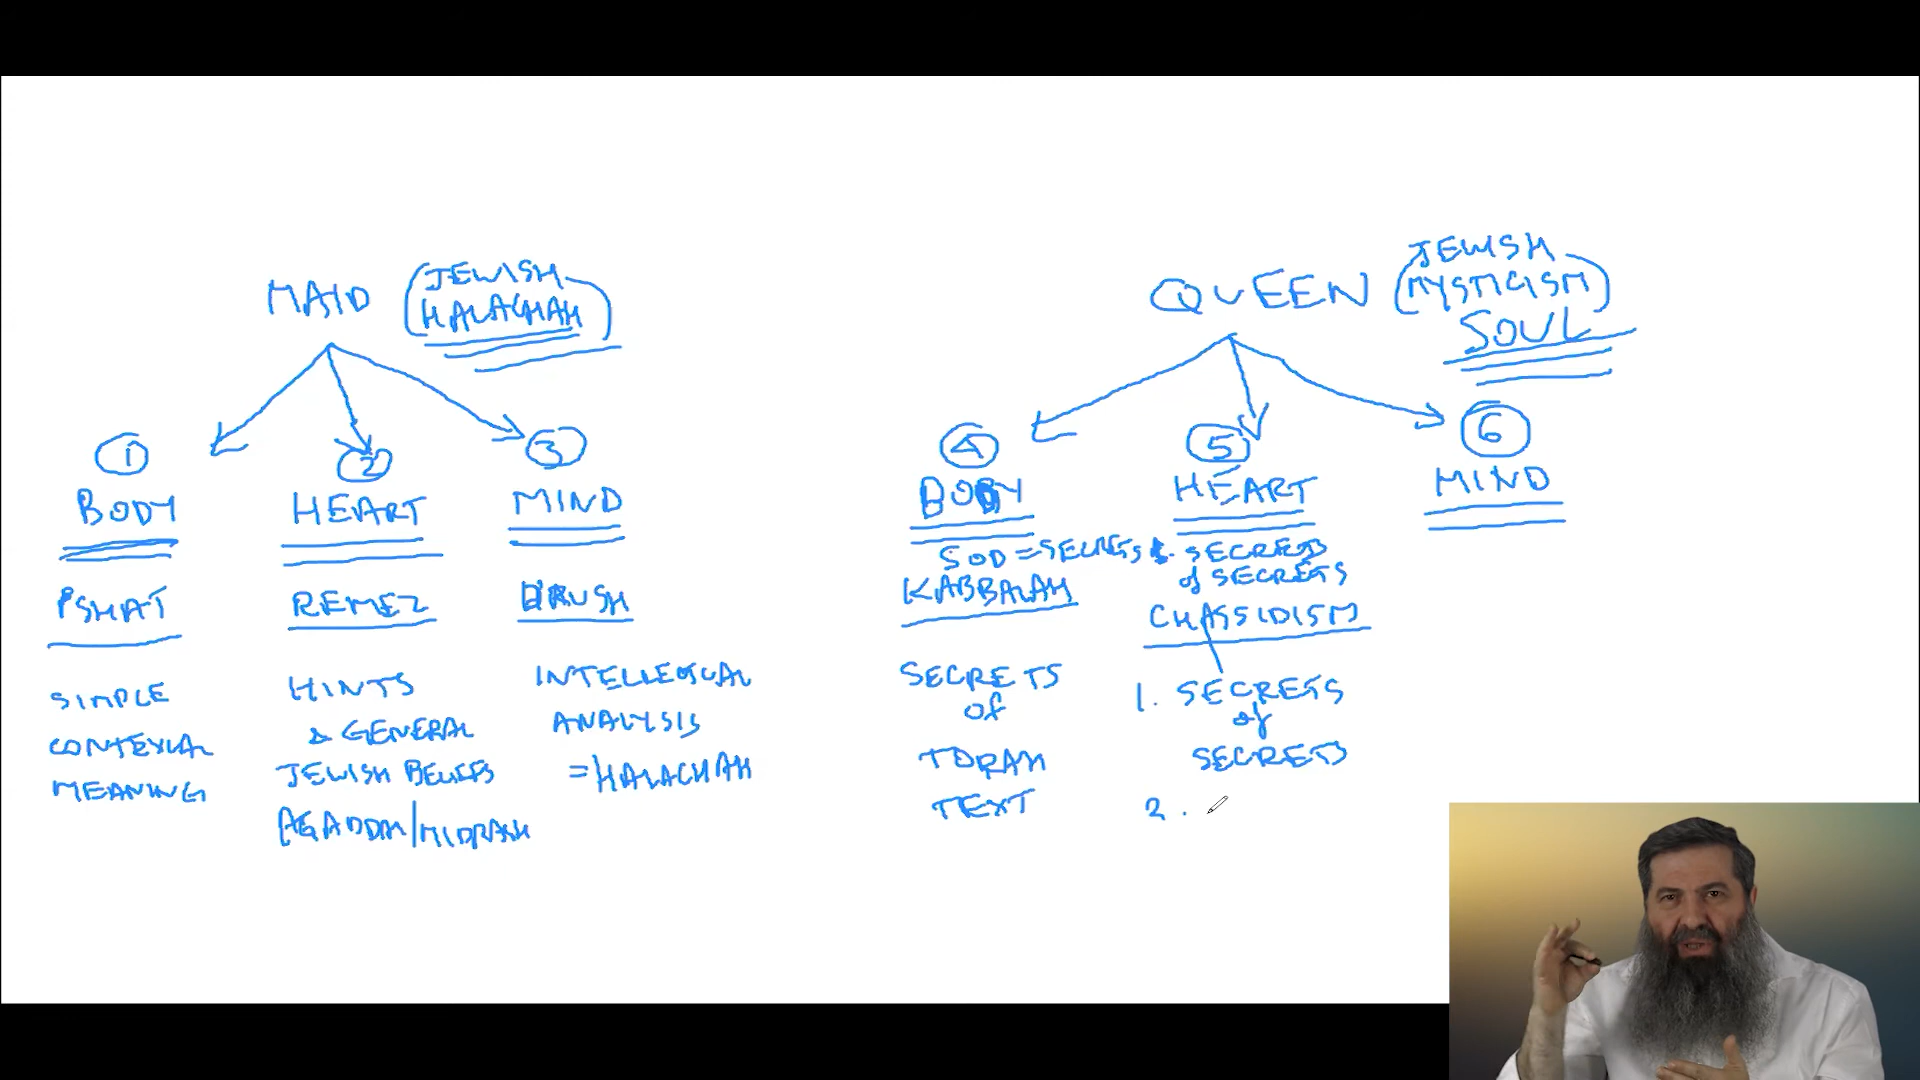 MAID
JEWISH
HALACHAH
1
BODY
PSHAT
SIMPLE
CONTEXUAL
MEANING
2
HEART
REMEZ
HINTS
& GENERAL
JEWISH BELIEFS
AGADDAH/MIDRASH
3
MIND
DRUSH
INTELLECTUAL
ANALYSIS
=HALACHAH
QUEEN
JEWISH
MYSTICISM
SOUL
4
BODY
SOD = SECRETS
KABBALAH
SECRETS
of
TORAH
TEXT
5
HEART
SECRETS
of SECRETS
CHASSIDISM
1. SECRETS
of
SECRETS
2.
6
MIND